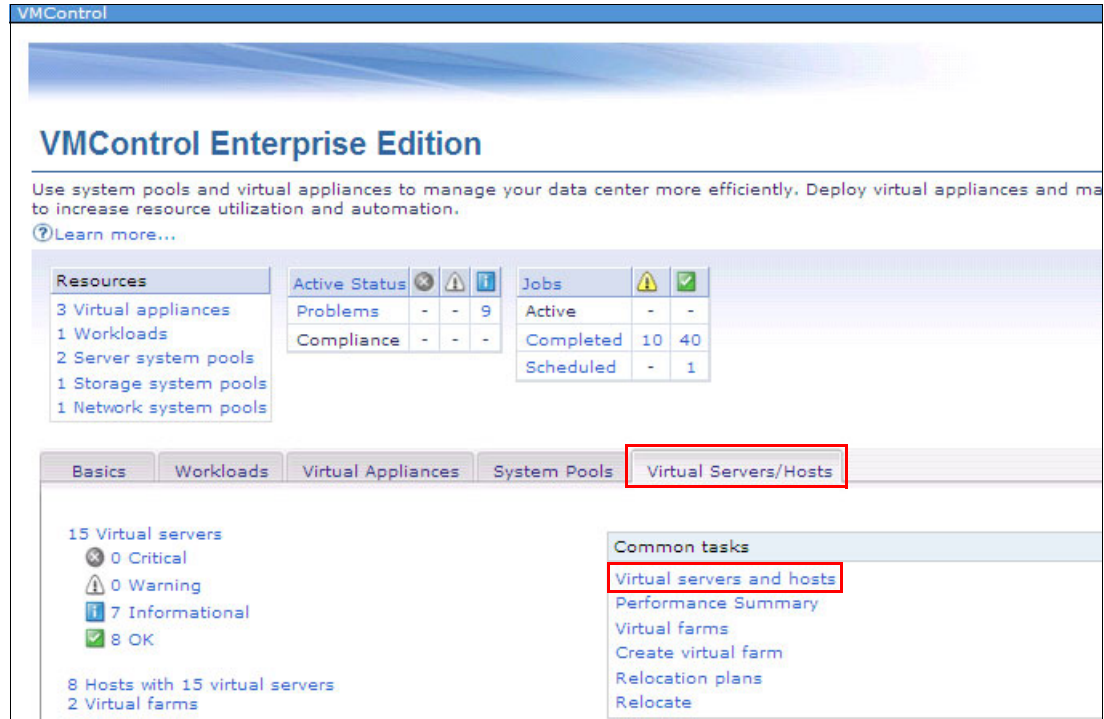 VMControl
VMControl Enterprise Edition
Use system pools and virtual appliances to manage your data center more efficiently. Deploy virtual appliances and ma
to increase resource utilization and automation.
?Learn more...
Resources
3 Virtual appliances
1 Workloads
2 Server system pools
1 Storage system pools
1 Network system pools
Active Status
Problems - - 9
Compliance - - -
Jobs
Active - -
Completed 10 40
Scheduled - 1
Basics Workloads Virtual Appliances System Pools Virtual Servers/Hosts
15 Virtual servers
0 Critical
0 Warning
7 Informational
8 OK
8 Hosts with 15 virtual servers
2 Virtual farms
Common tasks
Virtual servers and hosts
Performance Summary
Virtual farms
Create virtual farm
Relocation plans
Relocate